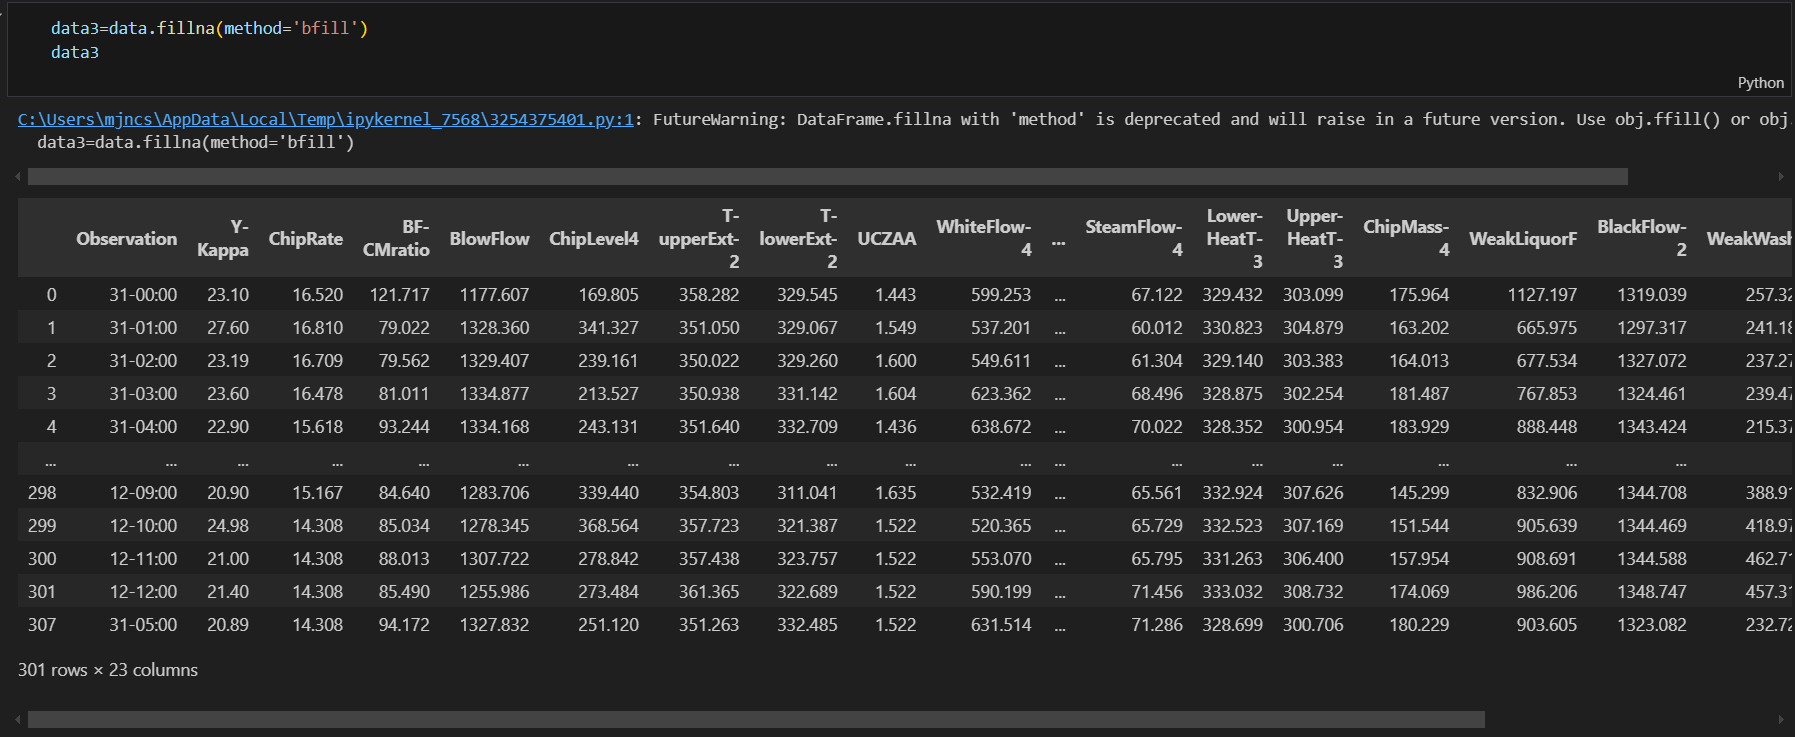 data3=data.fillna(method='bfill')
data3
Python
C:\Users\mjncs\AppData\Local\Temp\ipykernel_7568\3254375401.py:1: FutureWarning: DataFrame.fillna with 'method' is deprecated and will raise in a future version. Use obj.ffill() or obj.
data3=data.fillna(method='bfill')
Observation Y-Kappa ChipRate BF-CMratio BlowFlow ChipLevel4 T-upperExt-2 T-lowerExt-2 UCZAA WhiteFlow-4 ... SteamFlow-4 Lower-HeatT-3 Upper-HeatT-3 ChipMass-4 WeakLiquorF BlackFlow-2 WeakWash
0 31-00:00 23.10 16.520 121.717 1177.607 169.805 358.282 329.545 1.443 599.253 ... 67.122 329.432 303.099 175.964 1127.197 1319.039 257.32
1 31-01:00 27.60 16.810 79.022 1328.360 341.327 351.050 329.067 1.549 537.201 ... 60.012 330.823 304.879 163.202 665.975 1297.317 241.18
2 31-02:00 23.19 16.709 79.562 1329.407 239.161 350.022 329.260 1.600 549.611 ... 61.304 329.140 303.383 164.013 677.534 1327.072 237.27
3 31-03:00 23.60 16.478 81.011 1334.877 213.527 350.938 331.142 1.604 623.362 ... 68.496 328.875 302.254 181.487 767.853 1324.461 239.47
4 31-04:00 22.90 15.618 93.244 1334.168 243.131 351.640 332.709 1.436 638.672 ... 70.022 328.352 300.954 183.929 888.448 1343.424 215.37
... ... ... ... ... ... ... ... ... ... ... ... ... ... ... ... ... ...
298 12-09:00 20.90 15.167 84.640 1283.706 339.440 354.803 311.041 1.635 532.419 ... 65.561 332.924 307.626 145.299 832.906 1344.708 388.91
299 12-10:00 24.98 14.308 85.034 1278.345 368.564 357.723 321.387 1.522 520.365 ... 65.729 332.523 307.169 151.544 905.639 1344.469 418.97
300 12-11:00 21.00 14.308 88.013 1307.722 278.842 357.438 323.757 1.522 553.070 ... 65.795 331.263 306.400 157.954 908.691 1344.588 462.71
301 12-12:00 21.40 14.308 85.490 1255.986 273.484 361.365 322.689 1.522 590.199 ... 71.456 333.032 308.732 174.069 986.206 1348.747 457.31
307 31-05:00 20.89 14.308 94.172 1327.832 251.120 351.263 332.485 1.522 631.514 ... 71.286 328.699 300.706 180.229 903.605 1323.082 232.72
301 rows × 23 columns